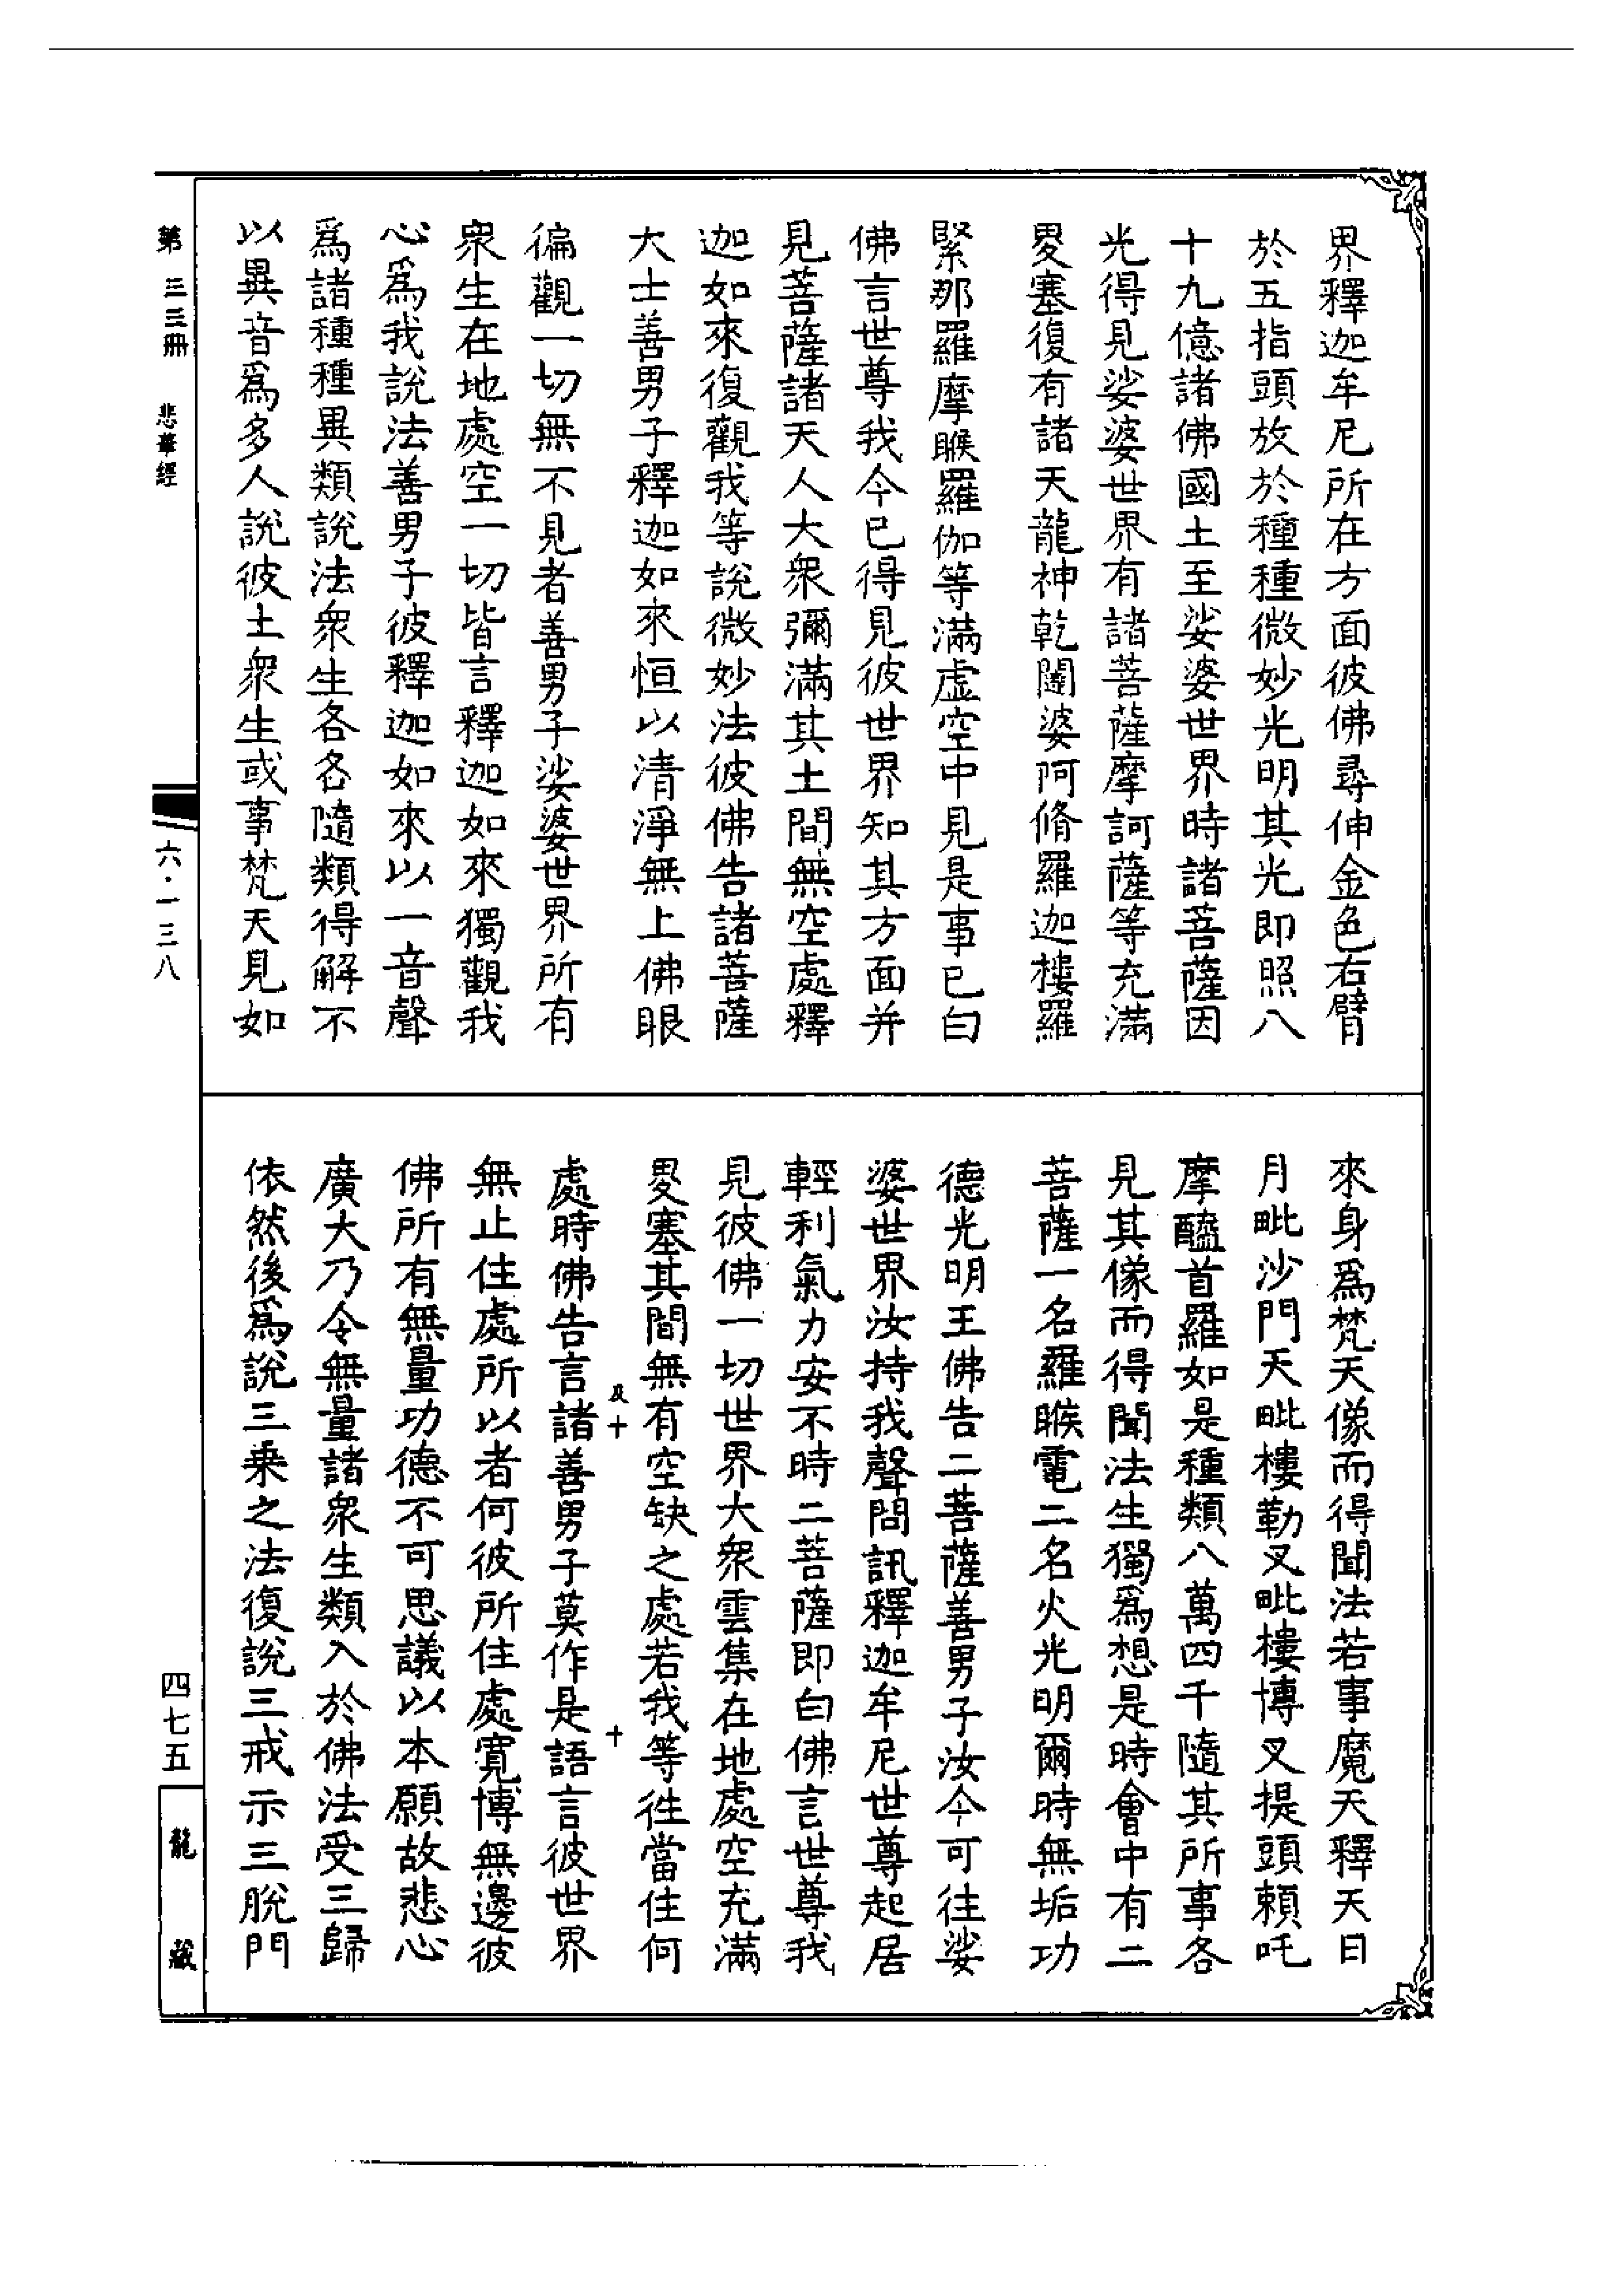 界釋迦牟尼所在方面彼佛尋伸金色右臂
於五指頭放於種種微妙光明其光即照八
十九億諸佛國土至娑婆世界時諸菩薩因
光得見娑婆世界有諸菩薩摩訶薩等充滿
畟塞復有諸天龍神乾闥婆阿脩羅迦樓羅
緊那羅摩睺羅伽等滿虛空中見是事已白
佛言世尊我今已得見彼世界知其方面并
見菩薩諸天人大衆彌滿其土間無空處釋
迦如來復觀我等說微妙法彼佛告諸菩薩
大士善男子釋迦如來恒以清淨無上佛眼
徧觀一切無不見者善男子娑婆世界所有
衆生在地處空一切皆言釋迦如來獨觀我
心爲我說法善男子彼釋迦如來以一音聲
爲諸種種異類說法衆生各各隨類得解不
以異音爲多人說彼土衆生或事梵天見如
來身爲梵天像而得聞法若事魔天釋天日
月毗沙門天毗樓勒叉毗樓博叉提頭賴吒
摩醯首羅如是種類八萬四千隨其所事各
見其像而得聞法生獨爲想是時會中有二
菩薩一名羅睺電二名火光明爾時無垢功
德光明王佛告二菩薩善男子汝今可往娑
婆世界汝持我聲問訊釋迦牟尼世尊起居
輕利氣力安不時二菩薩即白佛言世尊我
見彼佛一切世界大衆雲集在地處空充滿
畟塞其間無有空缺之處若我等往當住何
及十
十
處時佛告言諸善男子莫作是語言彼世界
無止住處所以者何彼所住處寬博無邊彼
佛所有無量功德不可思議以本願故悲心
廣大乃令無量諸衆生類入於佛法受三歸
依然後爲說三乘之法復說三戒示三脫門
第三三冊
悲華經
六·一三八
四七五
龍藏